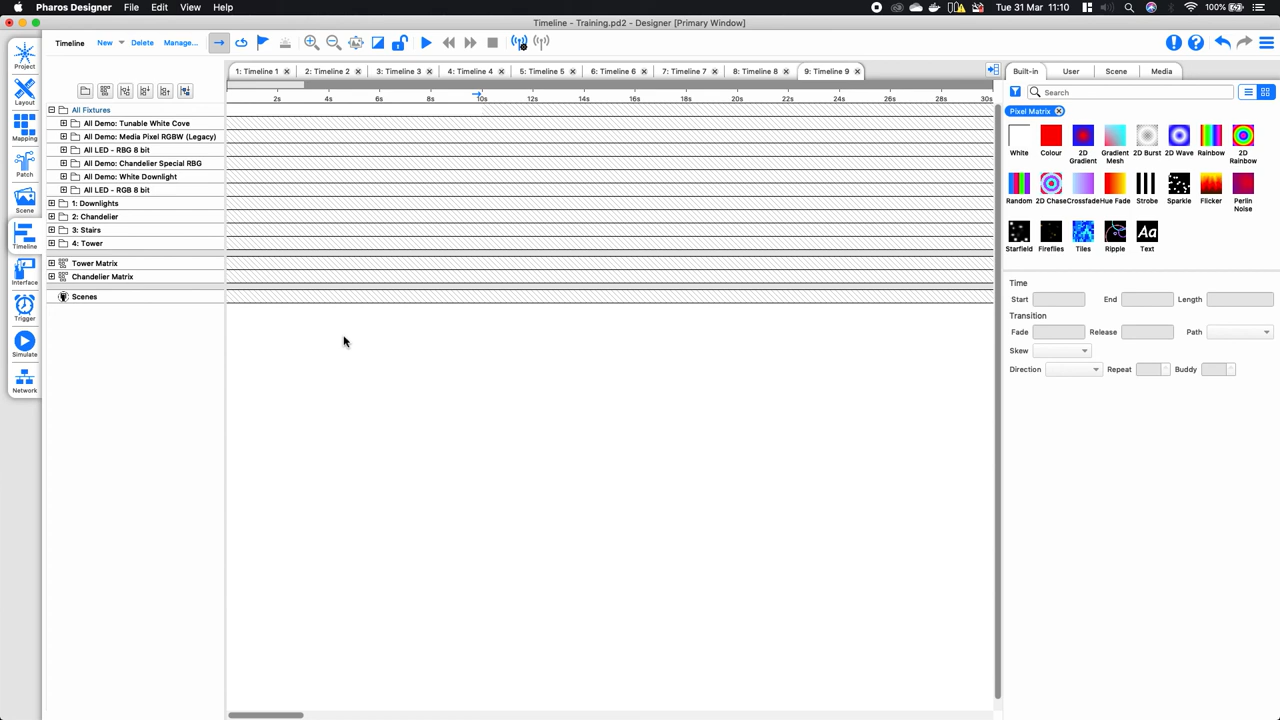 Pharos Designer File Edit View Help Tue 31 Mar 11:10 100%
Timeline - Training.pd2 - Designer [Primary Window]
Timeline New Delete Manage...
1: Timeline 1 2: Timeline 2 3: Timeline 3 4: Timeline 4 5: Timeline 5 6: Timeline 6 7: Timeline 7 8: Timeline 8 9: Timeline 9
Built-in User Scene Media
2s 4s 6s 8s 10s 12s 14s 16s 18s 20s 22s 24s 26s 28s 30s
Project
Layout
Mapping
Patch
Scene
Timeline
Interface
Trigger
Simulate
Network
All Fixtures
All Demo: Tunable White Cove
All Demo: Media Pixel RGBW (Legacy)
All LED - RBG 8 bit
All Demo: Chandelier Special RBG
All Demo: White Downlight
All LED - RGB 8 bit
1: Downlights
2: Chandelier
3: Stairs
4: Tower
Tower Matrix
Chandelier Matrix
Scenes
Search
Pixel Matrix
White Colour 2D Gradient Gradient Mesh 2D Burst 2D Wave Rainbow 2D Rainbow
Random 2D Chase Crossfade Hue Fade Strobe Sparkle Flicker Perlin Noise
Aa
Starfield Fireflies Tiles Ripple Text
Time
Start End Length
Transition
Fade Release Path
Skew
Direction Repeat Buddy